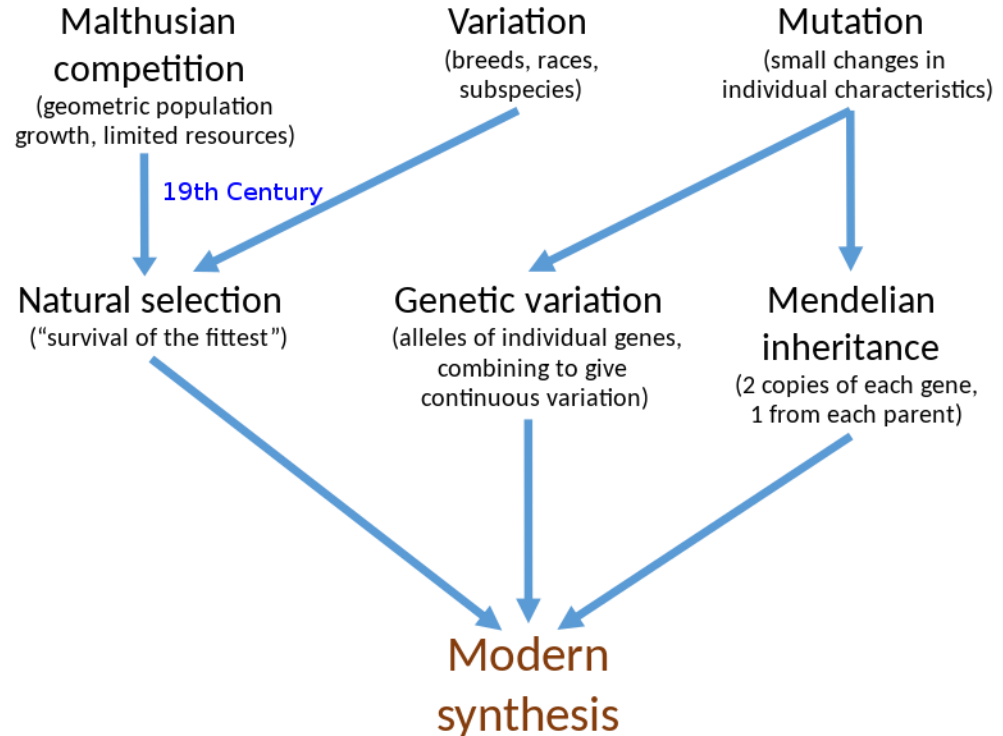 Malthusian
competition
(geometric population
growth, limited resources)
Variation
(breeds, races,
subspecies)
Mutation
(small changes in
individual characteristics)
19th Century
Natural selection
(“survival of the fittest”)
Genetic variation
(alleles of individual genes,
combining to give
continuous variation)
Mendelian
inheritance
(2 copies of each gene,
1 from each parent)
Modern
synthesis